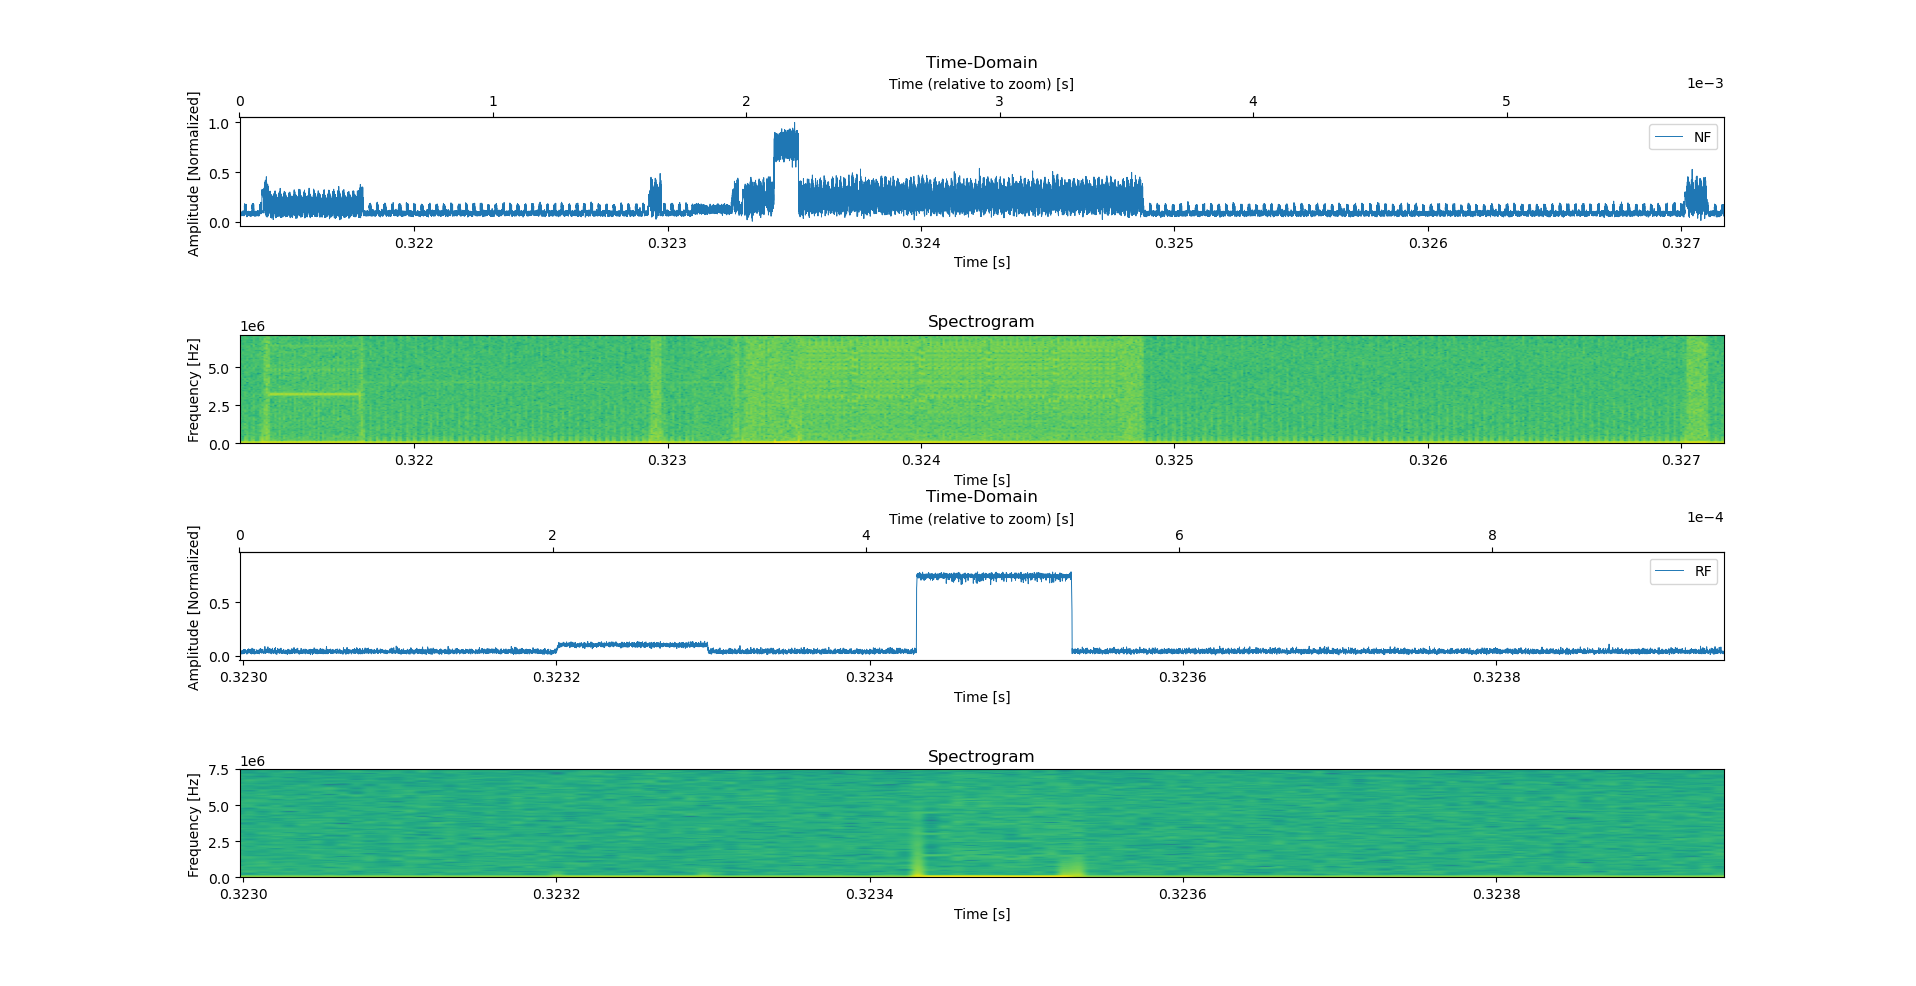 Time-Domain
Time (relative to zoom) [s]
1e−3
0 1 2 3 4 5
Amplitude [Normalized]
1.0
0.5
0.0
NF
0.322 0.323 0.324 0.325 0.326 0.327
Time [s]
Spectrogram
1e6
Frequency [Hz]
5.0
2.5
0.0
0.322 0.323 0.324 0.325 0.326 0.327
Time [s]
Time-Domain
Time (relative to zoom) [s]
1e−4
0 2 4 6 8
Amplitude [Normalized]
0.5
0.0
RF
0.3230 0.3232 0.3234 0.3236 0.3238
Time [s]
Spectrogram
1e6
Frequency [Hz]
7.5
5.0
2.5
0.0
0.3230 0.3232 0.3234 0.3236 0.3238
Time [s]